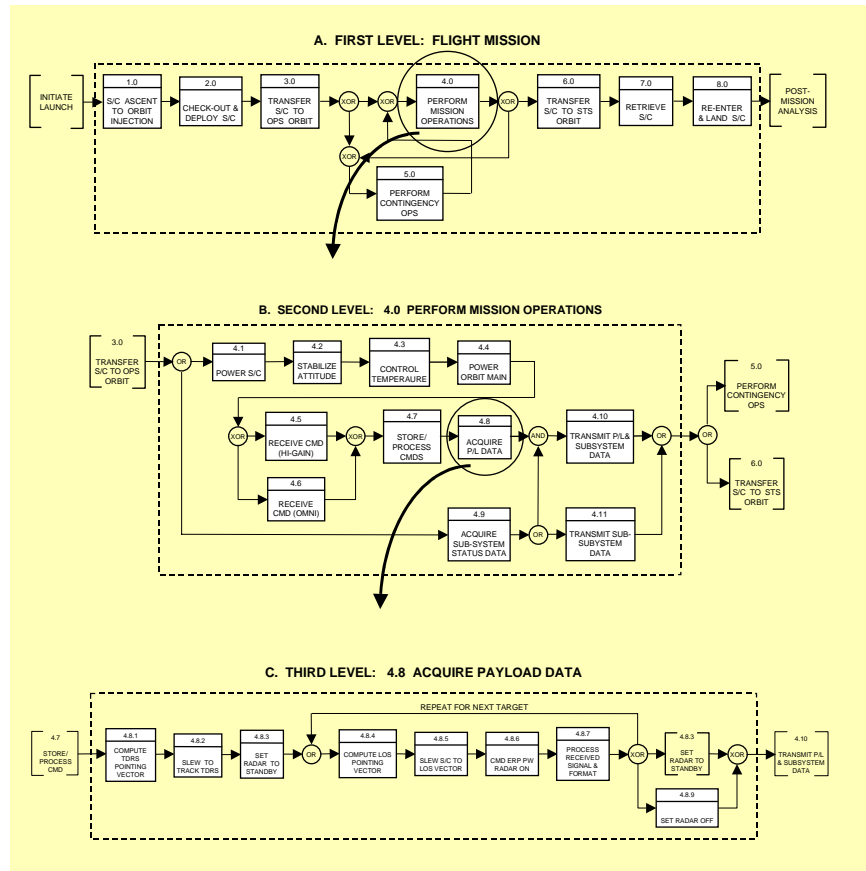 A. FIRST LEVEL: FLIGHT MISSION
INITIATE
LAUNCH
1.0
S/C ASCENT
TO ORBIT
INJECTION
2.0
CHECK-OUT &
DEPLOY S/C
3.0
TRANSFER
S/C TO
OPS ORBIT
XOR
XOR
4.0
PERFORM
MISSION
OPERATIONS
XOR
6.0
TRANSFER
S/C TO STS
ORBIT
7.0
RETRIEVE
S/C
8.0
RE-ENTER
& LAND S/C
POST-
MISSION
ANALYSIS
XOR
5.0
PERFORM
CONTINGENCY
OPS
B. SECOND LEVEL: 4.0 PERFORM MISSION OPERATIONS
3.0
TRANSFER
S/C TO OPS
ORBIT
OR
4.1
POWER S/C
4.2
STABILIZE
ATTITUDE
4.3
CONTROL
TEMPERAURE
4.4
POWER
ORBIT MAIN
XOR
4.5
RECEIVE CMD
(HI-GAIN)
XOR
4.7
STORE/
PROCESS
CMDS
4.8
ACQUIRE
P/L DATA
AND
4.10
TRANSMIT P/L&
SUBSYSTEM
DATA
OR
OR
5.0
PERFORM
CONTINGENCY
OPS
6.0
TRANSFER
S/C TO STS
ORBIT
4.6
RECEIVE
CMD (OMNI)
4.9
ACQUIRE
SUB-SYSTEM
STATUS DATA
OR
4.11
TRANSMIT SUB-
SUBYSTEM
DATA
C. THIRD LEVEL: 4.8 ACQUIRE PAYLOAD DATA
REPEAT FOR NEXT TARGET
4.7
STORE/
PROCESS
CMD
4.8.1
COMPUTE
TDRS
POINTING
VECTOR
4.8.2
SLEW TO
TRACK TDRS
4.8.3
SET
RADAR TO
STANDBY
OR
4.8.4
COMPUTE LOS
POINTING
VECTOR
4.8.5
SLEW S/C TO
LOS VECTOR
4.8.6
CMD ERP PW
RADAR ON
4.8.7
PROCESS
RECEIVED
SIGNAL &
FORMAT
XOR
4.8.3
SET
RADAR TO
STANDBY
XOR
4.10
TRANSMIT P/L
& SUBSYSTEM
DATA
4.8.9
SET RADAR OFF